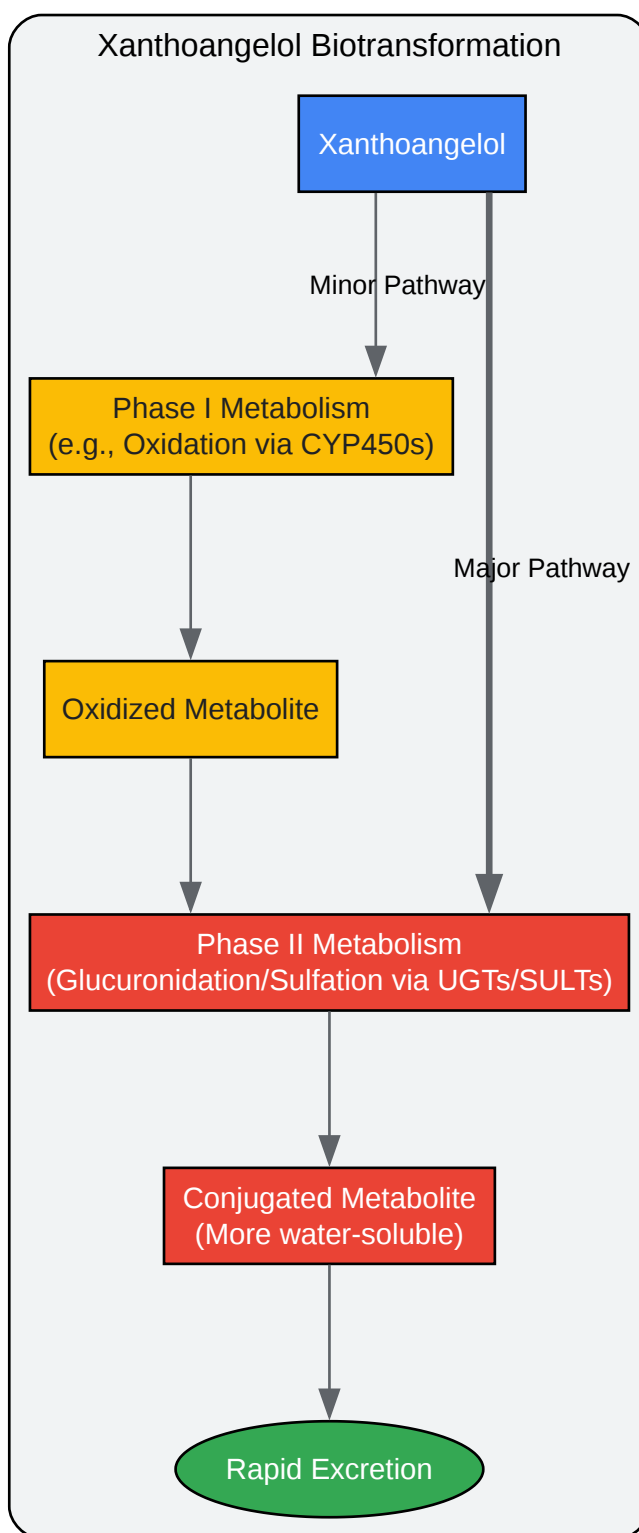 Xanthoangelol Biotransformation
Xanthoangelol
Minor Pathway
Phase I Metabolism
(e.g., Oxidation via CYP450s)
Major Pathway
Oxidized Metabolite
Phase II Metabolism
(Glucuronidation/Sulfation via UGTs/SULTs)
Conjugated Metabolite
(More water-soluble)
Rapid Excretion